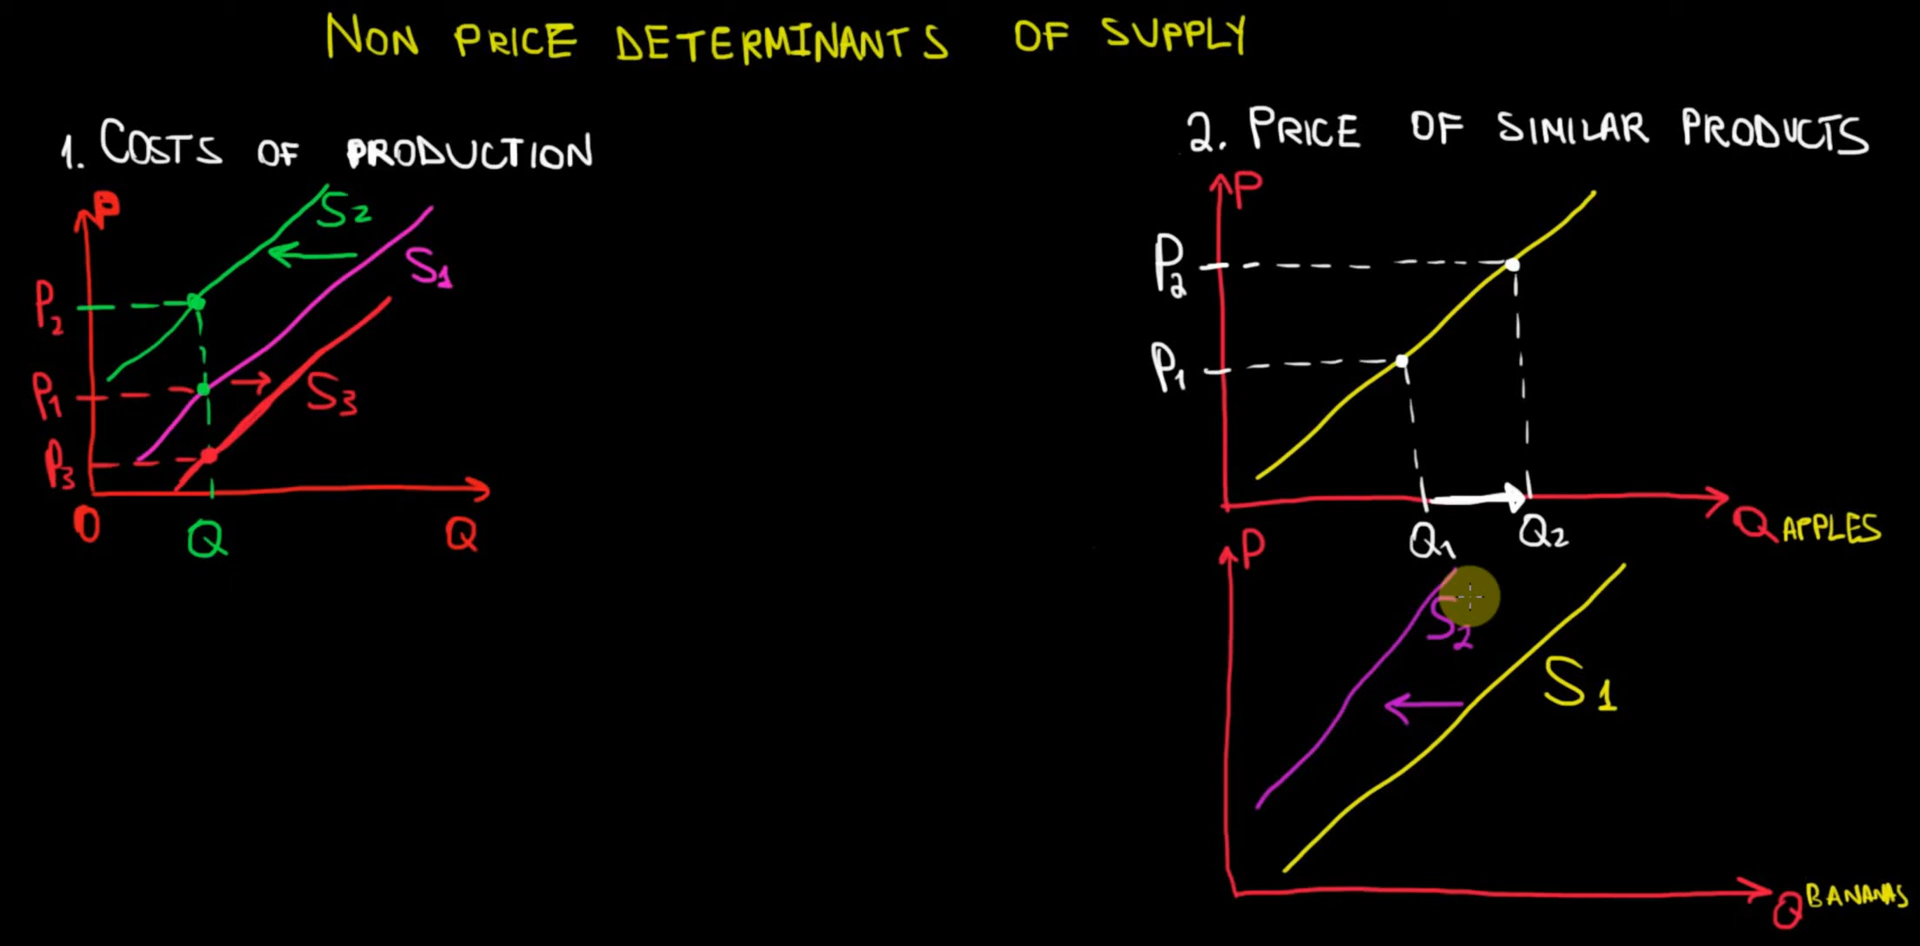 NON PRICE DETERMINANTS OF SUPPLY
1. COSTS OF PRODUCTION
P
S2
S1
P2
P1
S3
P3
O
Q
Q
2. PRICE OF SIMILAR PRODUCTS
P
P2
P1
Q1
Q2
Q APPLES
P
S2
S1
Q BANANAS